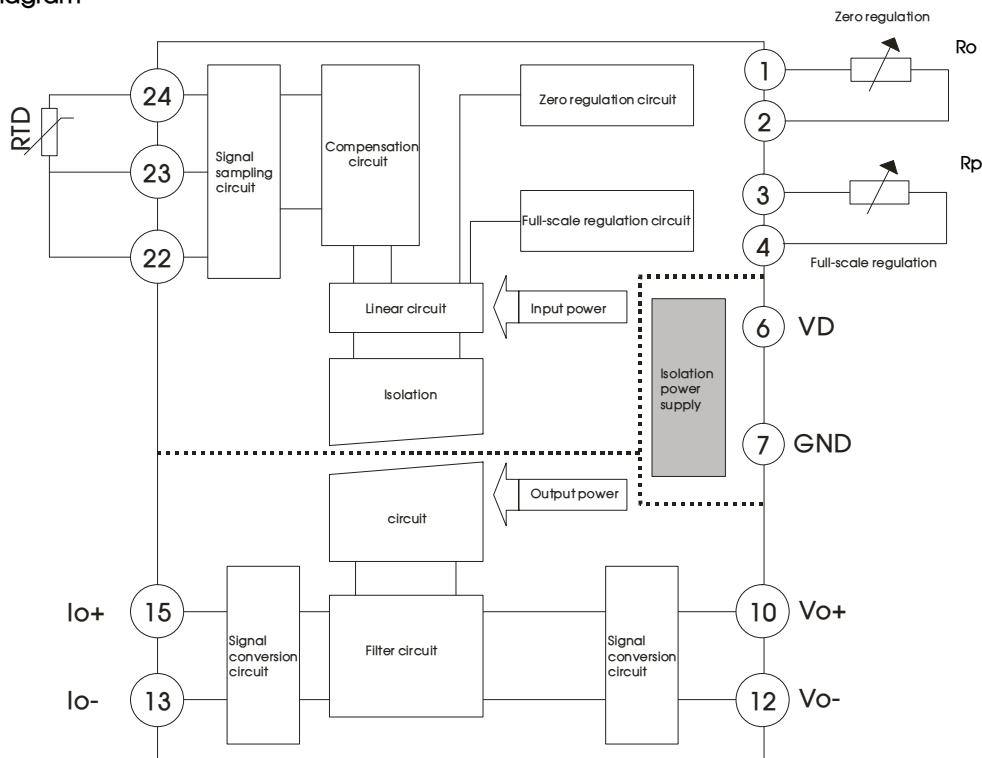 Zero regulation
Ro
1
24
RTD
Signal
sampling
circuit
Compensation
circuit
Zero regulation circuit
2
23
Rp
3
Full-scale regulation circuit
4
22
Full-scale regulation
Linear circuit
Input power
6
VD
Isolation
power
supply
Isolation
7
GND
Output power
circuit
Io+
15
10
Vo+
Signal
conversion
circuit
Filter circuit
Signal
conversion
circuit
Io-
13
12
Vo-